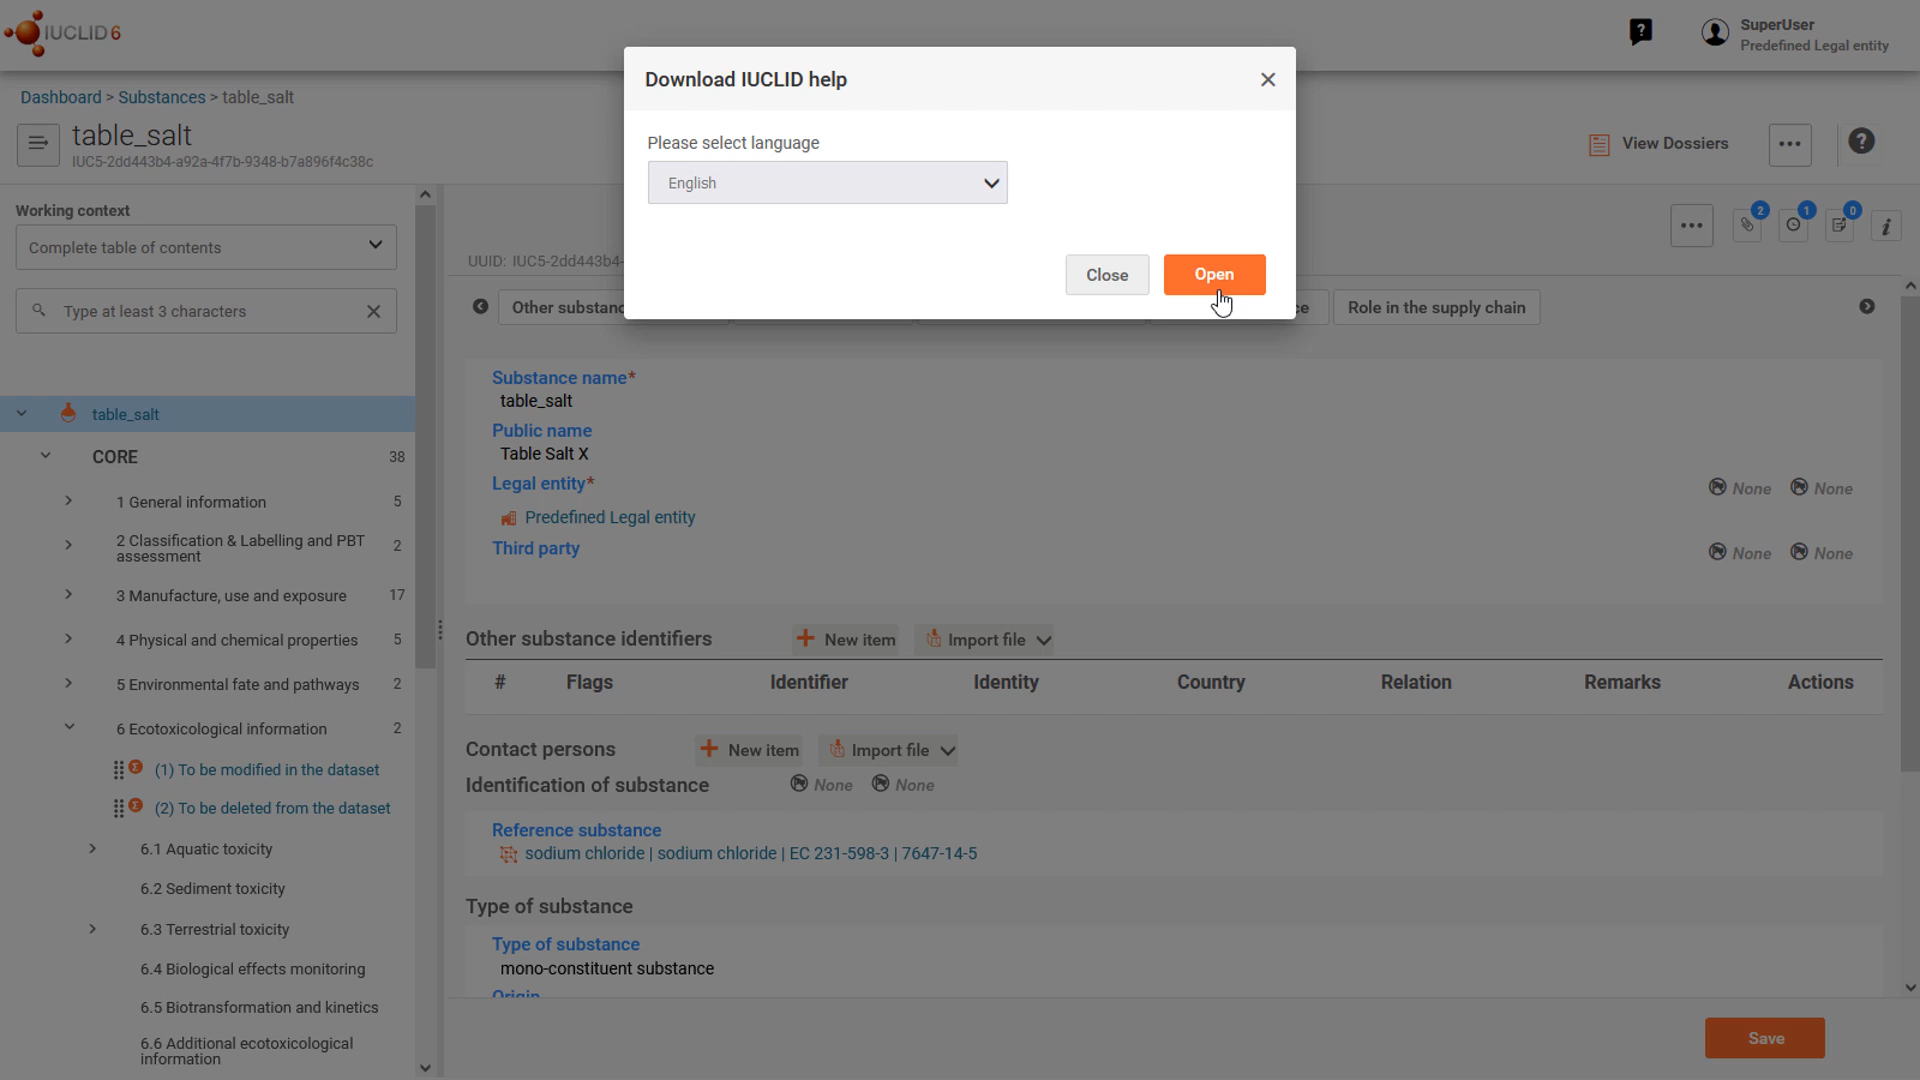 IUCLID 6
SuperUser
Predefined Legal entity
Dashboard > Substances > table_salt
table_salt
IUC5-2dd443b4-a92a-4f7b-9348-b7a896f4c38c
View Dossiers
Download IUCLID help
Please select language
English
Close
Open
Working context
Complete table of contents
Type at least 3 characters
table_salt
CORE 38
1 General information 5
2 Classification & Labelling and PBT
assessment 2
3 Manufacture, use and exposure 17
4 Physical and chemical properties 5
5 Environmental fate and pathways 2
6 Ecotoxicological information 2
(1) To be modified in the dataset
(2) To be deleted from the dataset
6.1 Aquatic toxicity
6.2 Sediment toxicity
6.3 Terrestrial toxicity
6.4 Biological effects monitoring
6.5 Biotransformation and kinetics
6.6 Additional ecotoxicological
information
2 1 0
UUID: IUC5-2dd443b4-
Other substanc
ce
Role in the supply chain
Substance name*
table_salt
Public name
Table Salt X
Legal entity*
None None
Predefined Legal entity
Third party
None None
Other substance identifiers New item Import file
# Flags Identifier Identity Country Relation Remarks Actions
Contact persons New item Import file
Identification of substance None None
Reference substance
sodium chloride | sodium chloride | EC 231-598-3 | 7647-14-5
Type of substance
Type of substance
mono-constituent substance
Origin
Save